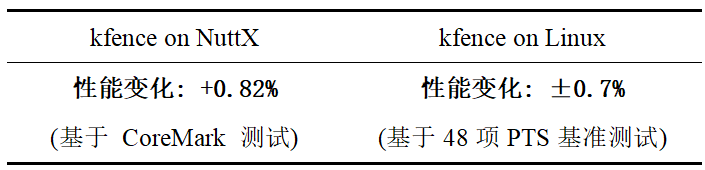 kfence on NuttX kfence on Linux
性能变化: +0.82% 性能变化: ±0.7%
(基于 CoreMark 测试) (基于 48 项 PTS 基准测试)